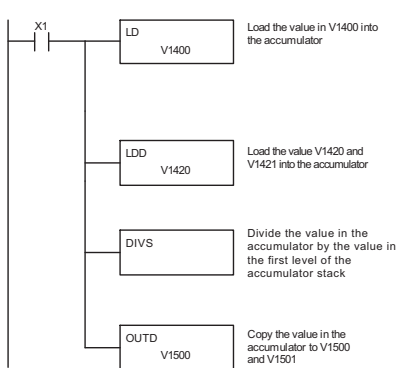 X1
LD
V1400
Load the value in V1400 into
the accumulator
LDD
V1420
Load the value V1420 and
V1421 into the accumulator
DIVS
Divide the value in the
accumulator by the value in
the first level of the
accumulator stack
OUTD
V1500
Copy the value in the
accumulator to V1500
and V1501